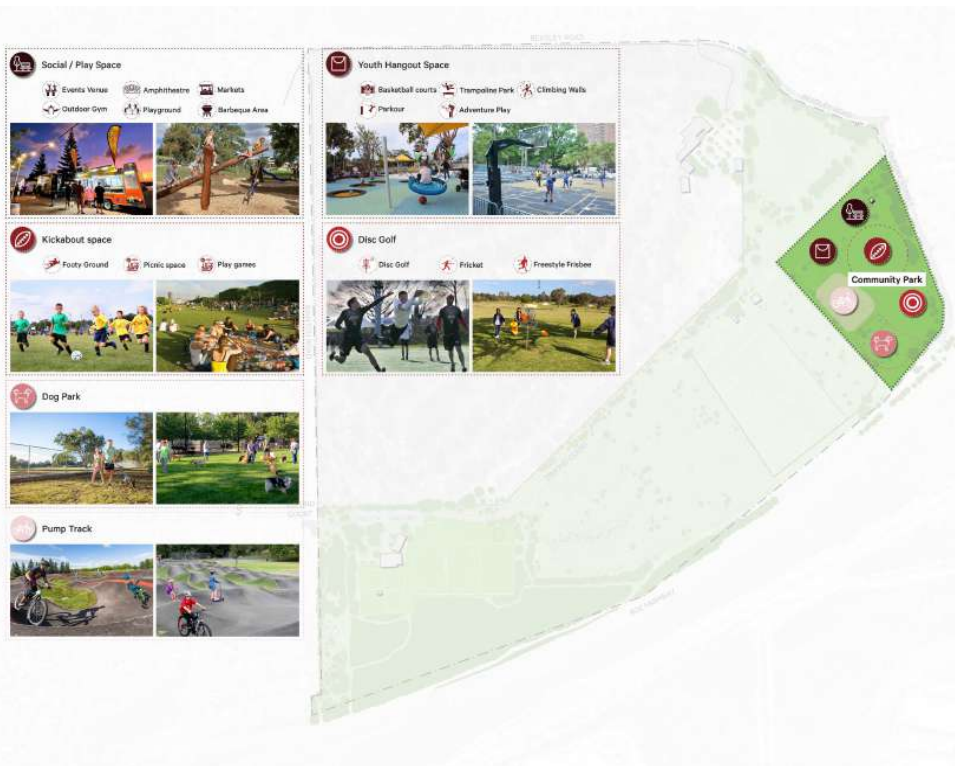 Social / Play Space
Events Venue
Amphitheatre
Markets
Outdoor Gym
Playground
Barbeque Area
Youth Hangout Space
Basketball courts
Trampoline Park
Climbing Walls
Parkour
Adventure Play
Kickabout space
Footy Ground
Picnic space
Play games
Disc Golf
Disc Golf
Fricket
Freestyle Frisbee
Dog Park
Pump Track
Community Park
ROE HIGHWAY